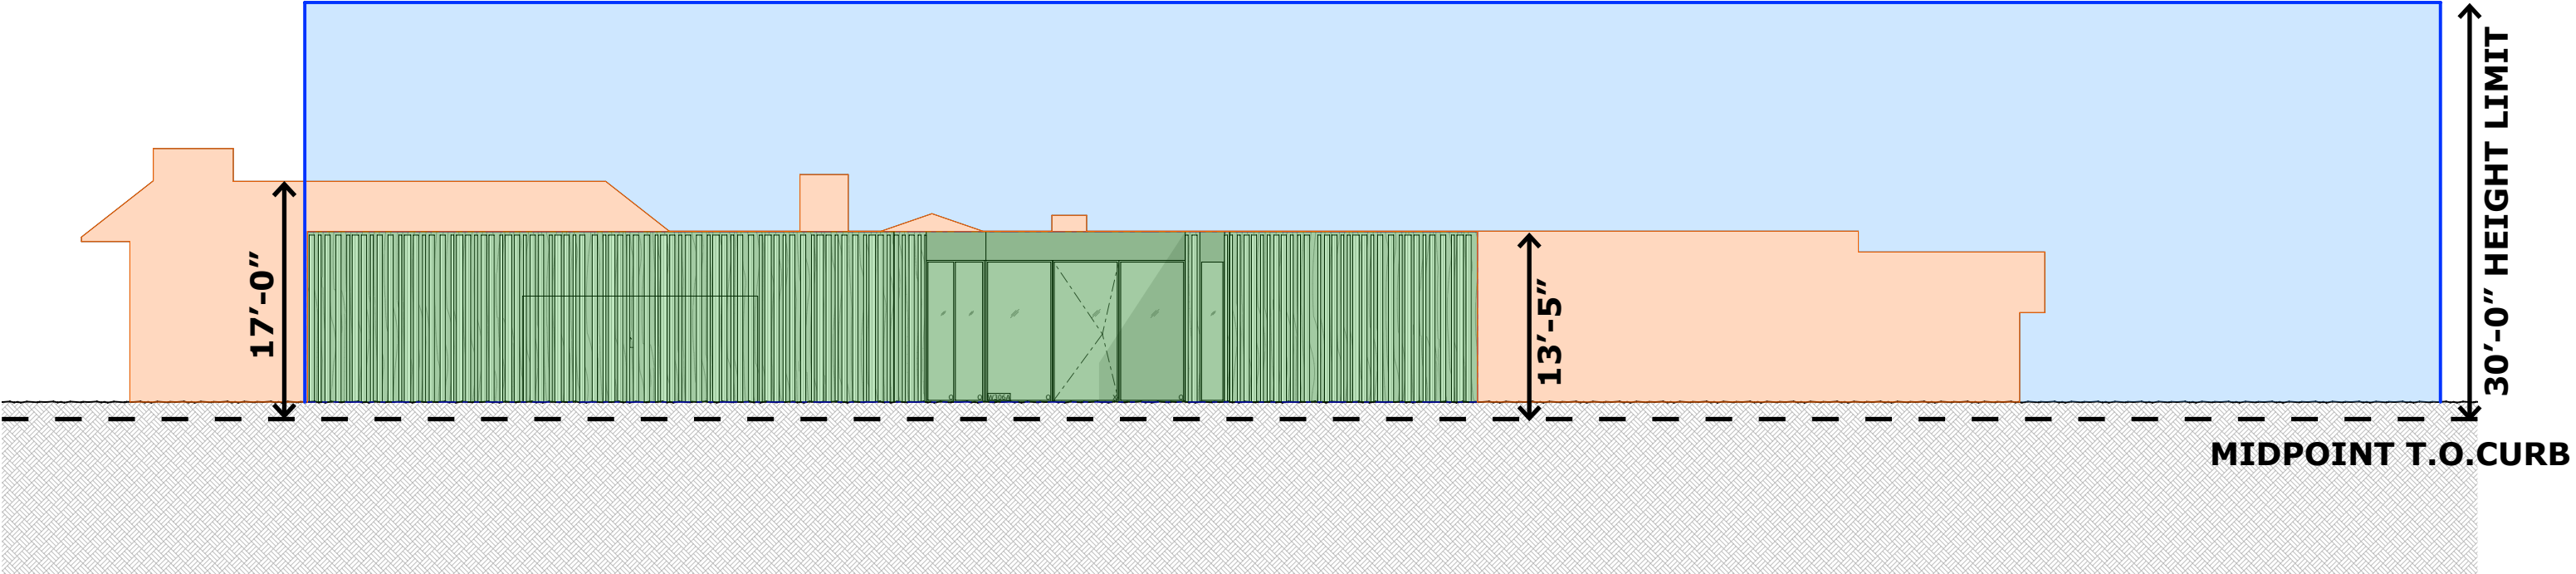 17’-0”
13’-5”
30’-0” HEIGHT LIMIT
MIDPOINT T.O.CURB